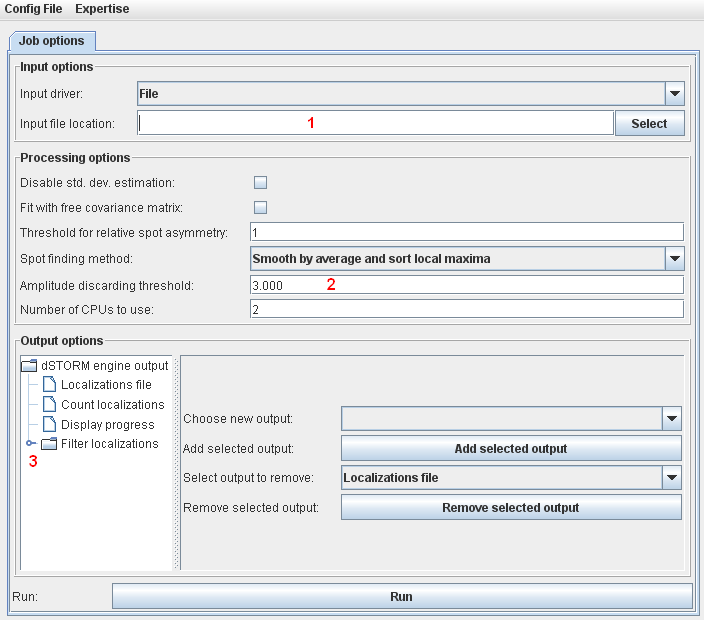 Config File Expertise
Job options
Input options
Input driver: File
Input file location: 1 Select
Processing options
Disable std. dev. estimation:
Fit with free covariance matrix:
Threshold for relative spot asymmetry: 1
Spot finding method: Smooth by average and sort local maxima
Amplitude discarding threshold: 3.000 2
Number of CPUs to use: 2
Output options
dSTORM engine output
Localizations file
Count localizations
Display progress
Filter localizations
3
Choose new output:
Add selected output: Add selected output
Select output to remove: Localizations file
Remove selected output: Remove selected output
Run: Run